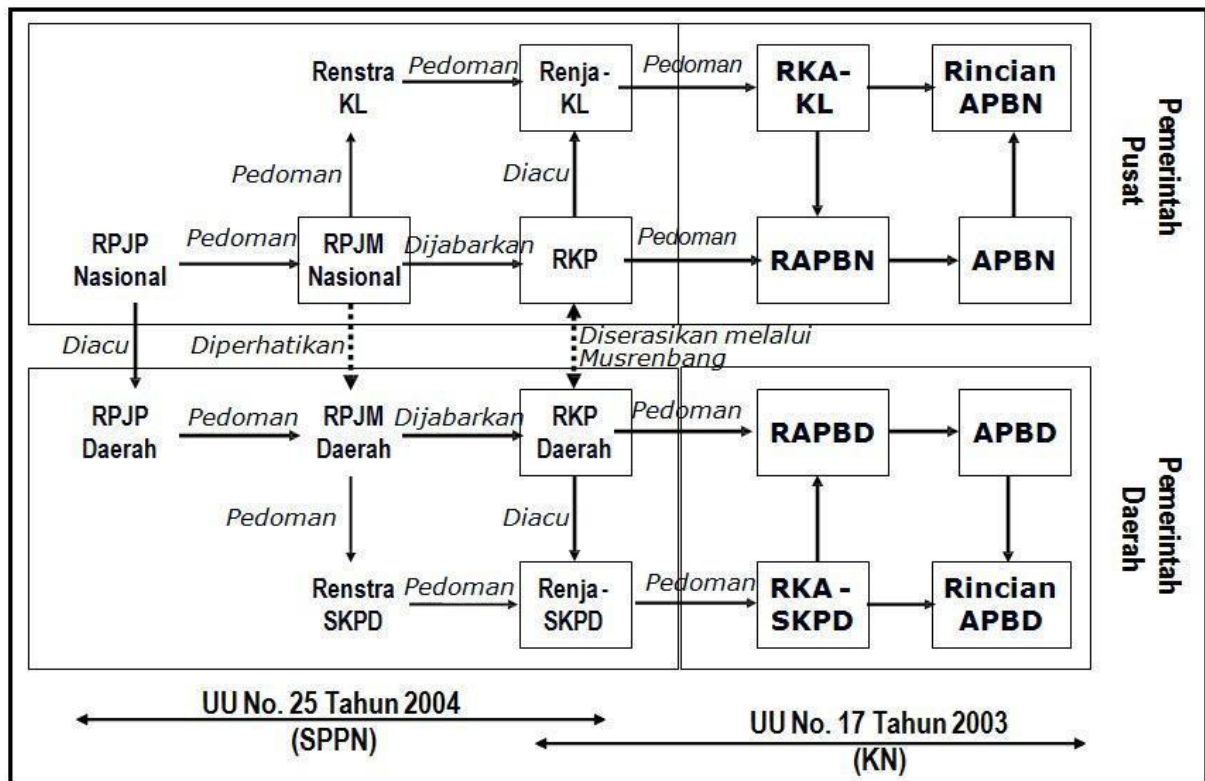 Renstra
KL
Pedoman
Renja-
KL
Pedoman
RKA-
KL
Rincian
APBN
Pemerintah
Pusat
Pedoman
Diacu
RPJP
Nasional
Pedoman
RPJM
Nasional
Dijabarkan
RKP
Pedoman
RAPBN
APBN
Diacu
Diperhatikan
Diserasikan melalui
Musrenbang
RPJP
Daerah
Pedoman
RPJM
Daerah
Dijabarkan
RKP
Daerah
Pedoman
RAPBD
APBD
Pemerintah
Daerah
Pedoman
Diacu
Renstra
SKPD
Pedoman
Renja-
SKPD
Pedoman
RKA -
SKPD
Rincian
APBD
UU No. 25 Tahun 2004
(SPPN)
UU No. 17 Tahun 2003
(KN)